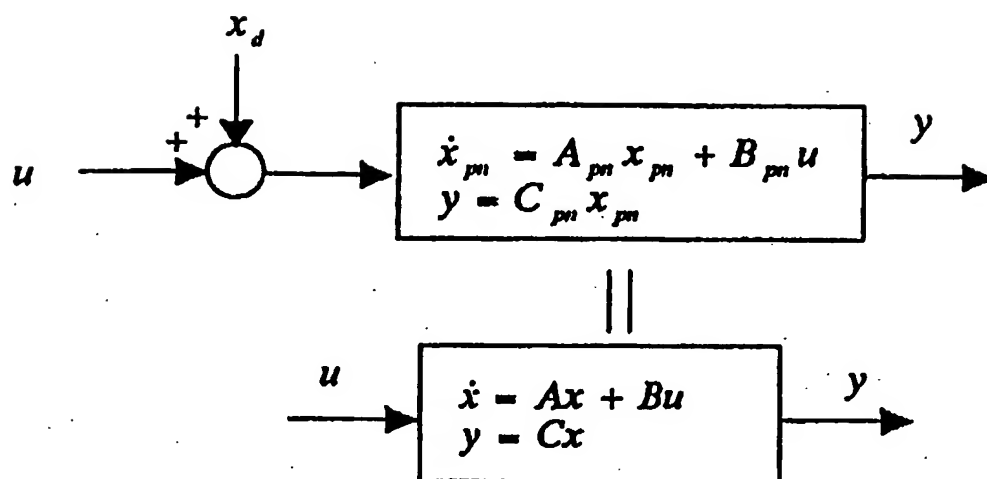 x_d
+
+
u
ẋ_pn = A_pn x_pn + B_pn u
y = C_pn x_pn
y
u
ẋ = Ax + Bu
y = Cx
y